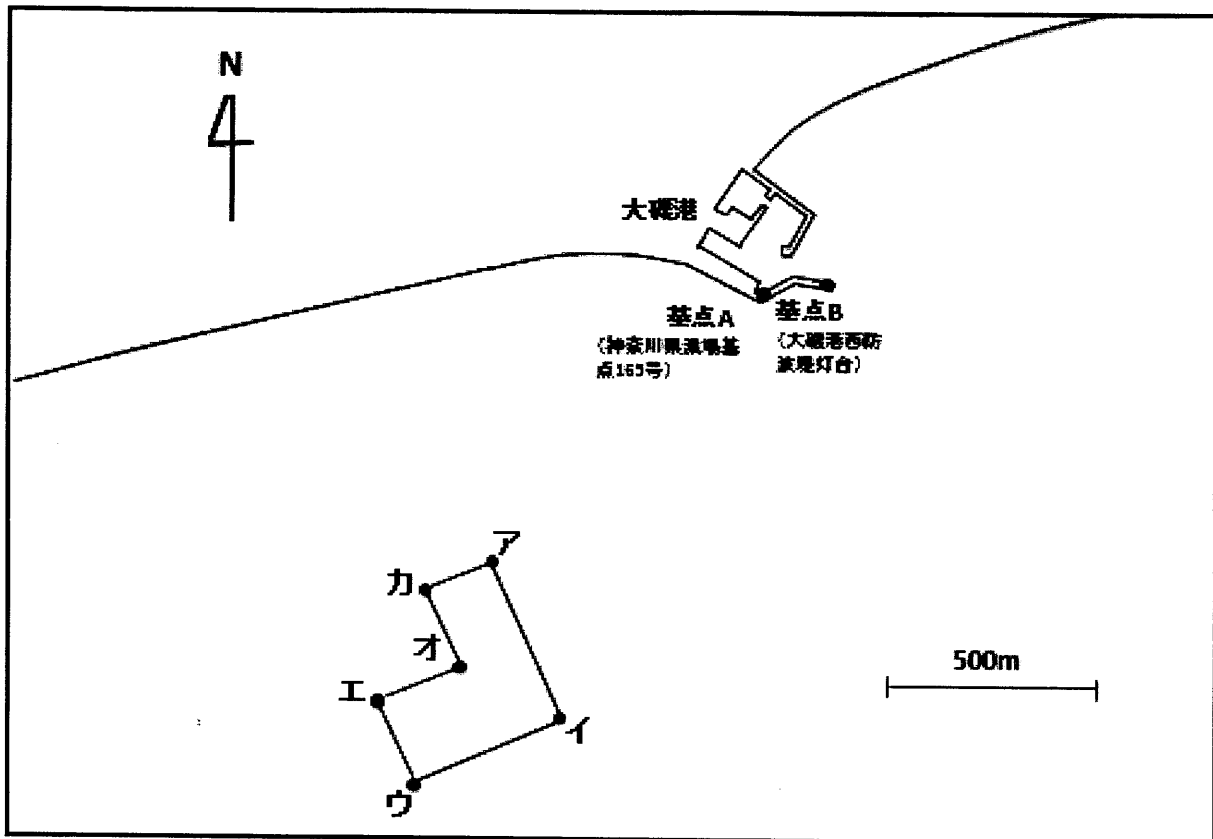 N
大磯港
基点A
(神奈川県漁場基
点165号)
基点B
(大磯港西防
波堤灯台)
ア
カ
オ
エ
イ
ウ
500m